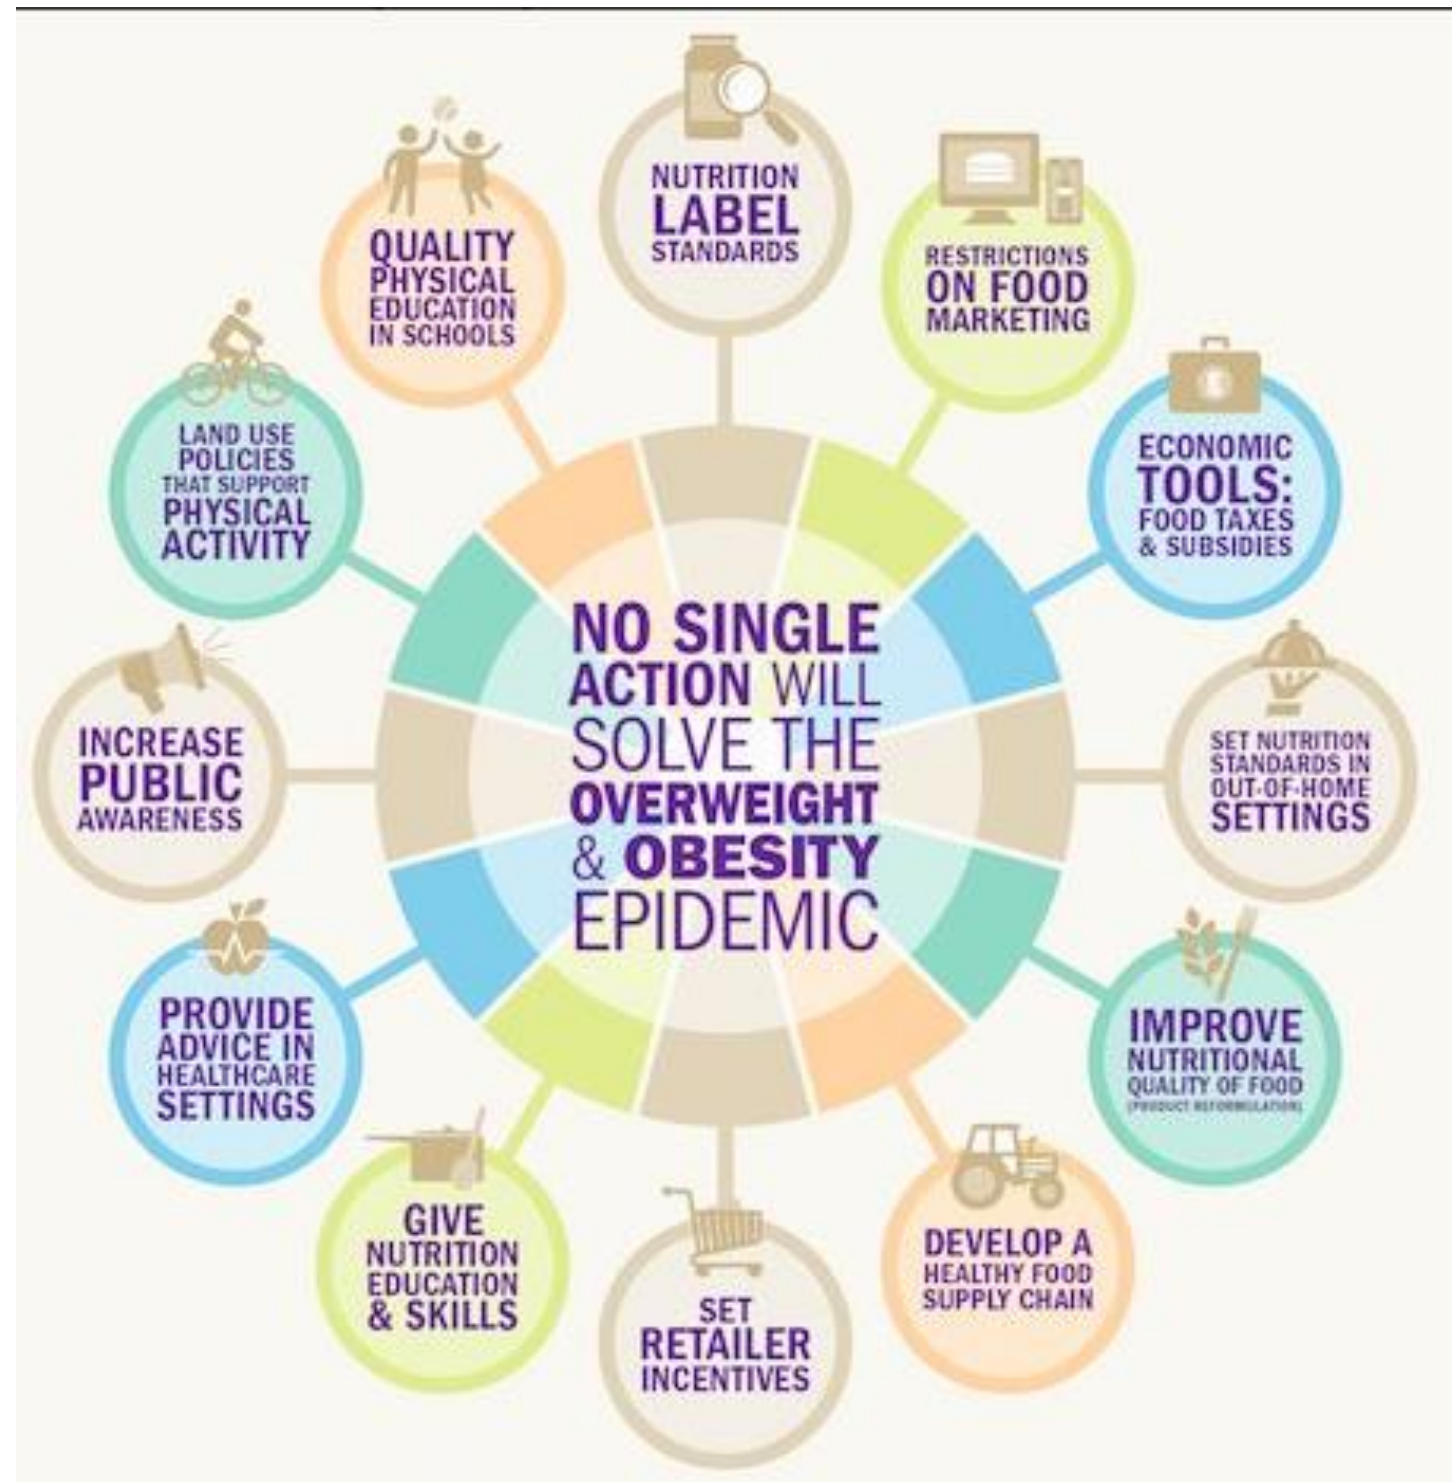 NUTRITION
LABEL
STANDARDS
RESTRICTIONS
ON FOOD
MARKETING
ECONOMIC
TOOLS:
FOOD TAXES
& SUBSIDIES
SET NUTRITION
STANDARDS IN
OUT-OF-HOME
SETTINGS
IMPROVE
NUTRITIONAL
QUALITY OF FOOD
(PRODUCT REFORMULATION)
DEVELOP A
HEALTHY FOOD
SUPPLY CHAIN
SET
RETAILER
INCENTIVES
GIVE
NUTRITION
EDUCATION
& SKILLS
PROVIDE
ADVICE IN
HEALTHCARE
SETTINGS
INCREASE
PUBLIC
AWARENESS
LAND USE
POLICIES
THAT SUPPORT
PHYSICAL
ACTIVITY
QUALITY
PHYSICAL
EDUCATION
IN SCHOOLS
NO SINGLE
ACTION WILL
SOLVE THE
OVERWEIGHT
& OBESITY
EPIDEMIC